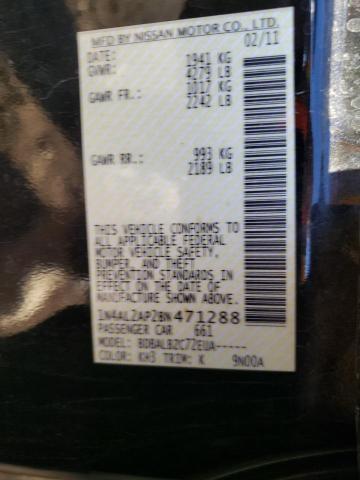 MFD BY NISSAN MOTOR CO., LTD.
DATE: 02/11
GVWR: 1941 KG
4279 LB
GAWR FR.: 1017 KG
2242 LB
GAWR RR.: 993 KG
2189 LB
THIS VEHICLE CONFORMS TO
ALL APPLICABLE FEDERAL
MOTOR VEHICLE SAFETY,
BUMPER, AND THEFT
PREVENTION STANDARDS IN
EFFECT ON THE DATE OF
MANUFACTURE SHOWN ABOVE.
1N4AL2AP2BN471288
PASSENGER CAR 661
MODEL: BDBALBZC72EUA-----
COLOR: KH3 TRIM: K 9N00A